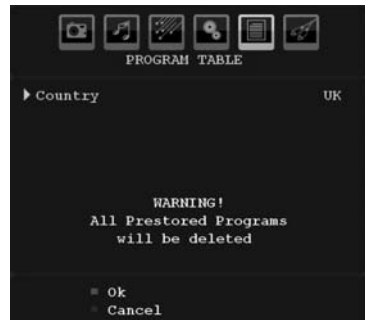 PROGRAM TABLE
Country UK
WARNING!
All Prestored Programs
will be deleted
Ok
Cancel